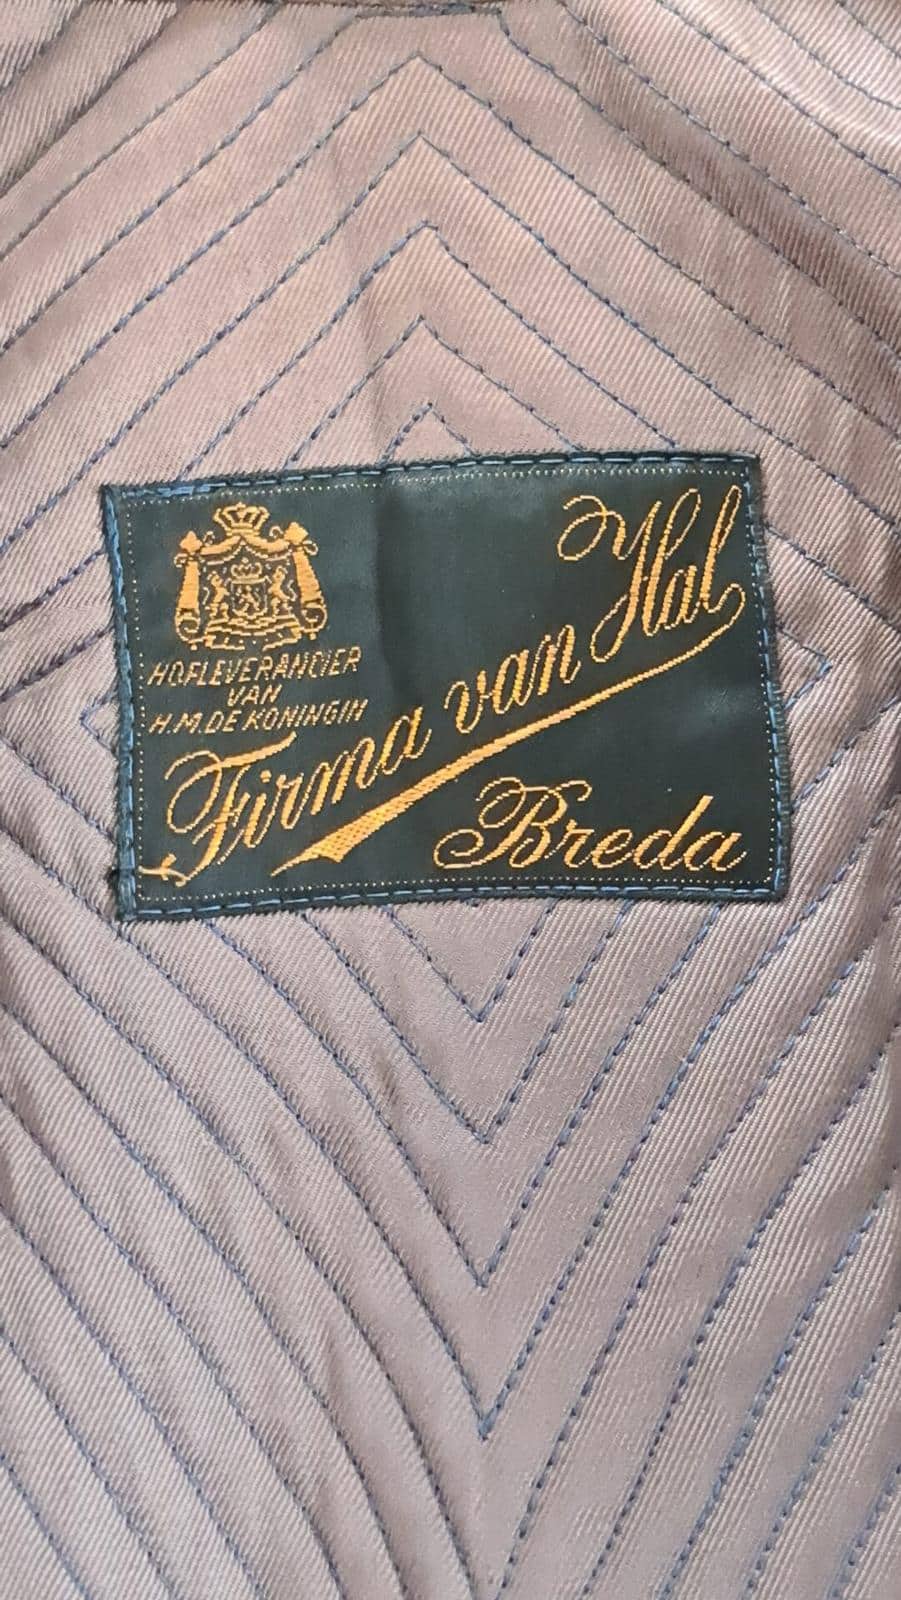 HOFLEVERANCIER
VAN
H.M. DE KONINGIN
Firma van Hal
Breda